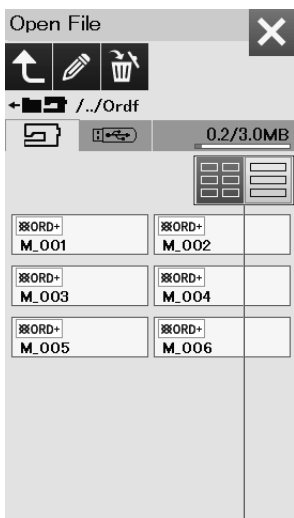 Open File
/../Ordf
0.2/3.0MB
ORD+ ORD+
M_001 M_002
ORD+ ORD+
M_003 M_004
ORD+ ORD+
M_005 M_006